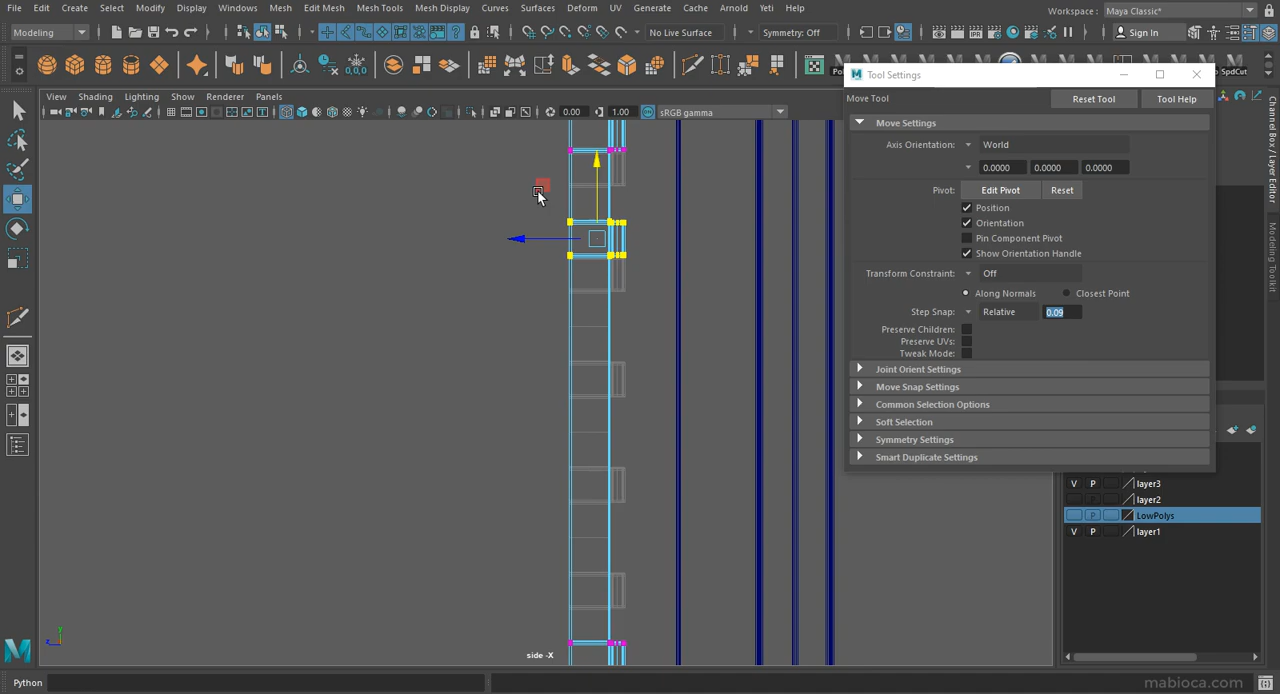 File Edit Create Select Modify Display Windows Mesh Edit Mesh Mesh Tools Mesh Display Curves Surfaces Deform UV Generate Cache Arnold Yeti Help
Workspace : Maya Classic*
Modeling
No Live Surface
Symmetry: Off
Sign In
0,0,0
SpdCut
View Shading Lighting Show Renderer Panels
0.00
1.00
sRGB gamma
Tool Settings
Move Tool
Reset Tool
Tool Help
Move Settings
Axis Orientation: World
0.0000 0.0000 0.0000
Pivot: Edit Pivot Reset
Position
Orientation
Pin Component Pivot
Show Orientation Handle
Transform Constraint: Off
Along Normals Closest Point
Step Snap: Relative 0.09
Preserve Children:
Preserve UVs:
Tweak Mode:
Joint Orient Settings
Move Snap Settings
Common Selection Options
Soft Selection
Symmetry Settings
Smart Duplicate Settings
Channel Box / Layer Editor
Modeling Toolkit
V P layer3
P layer2
P LowPolys
V P layer1
side -X
Python
mabioca.com